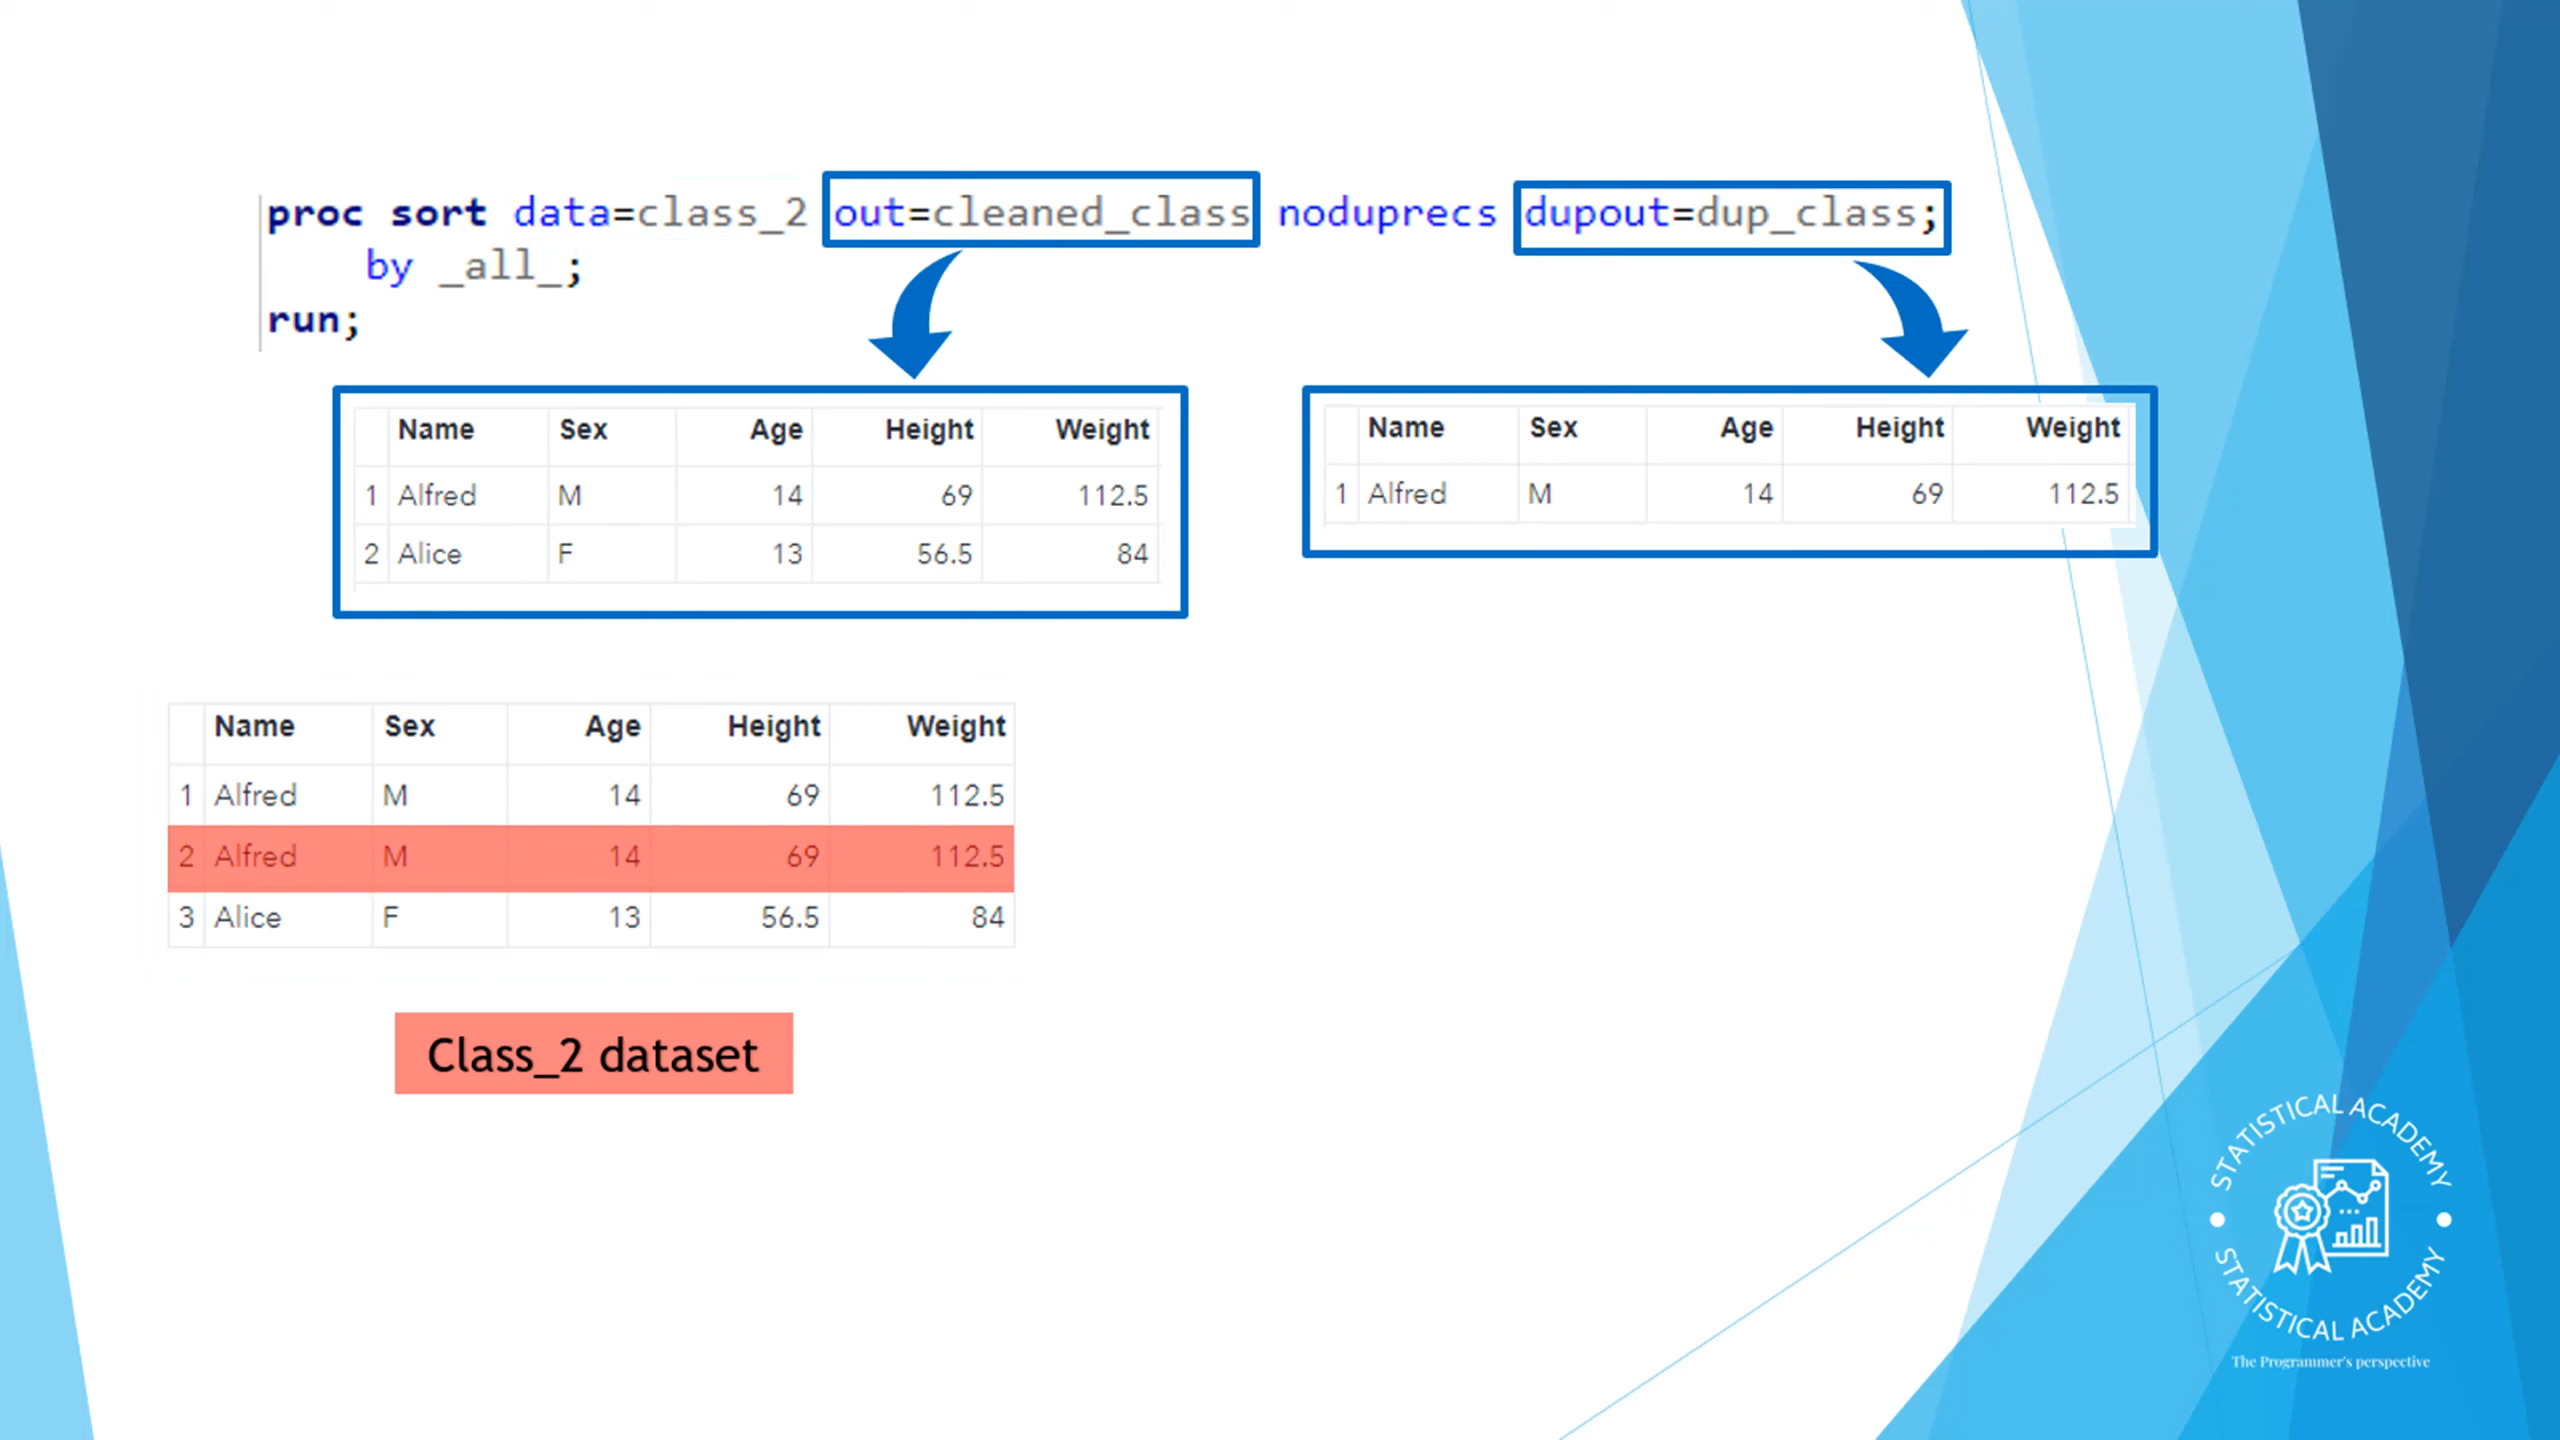 proc sort data=class_2 out=cleaned_class noduprecs dupout=dup_class;
by _all_;
run;
Name Sex Age Height Weight
1 Alfred M 14 69 112.5
2 Alice F 13 56.5 84
Name Sex Age Height Weight
1 Alfred M 14 69 112.5
Name Sex Age Height Weight
1 Alfred M 14 69 112.5
2 Alfred M 14 69 112.5
3 Alice F 13 56.5 84
Class_2 dataset
STATISTICAL ACADEMY
STATISTICAL ACADEMY
The Programmer's perspective